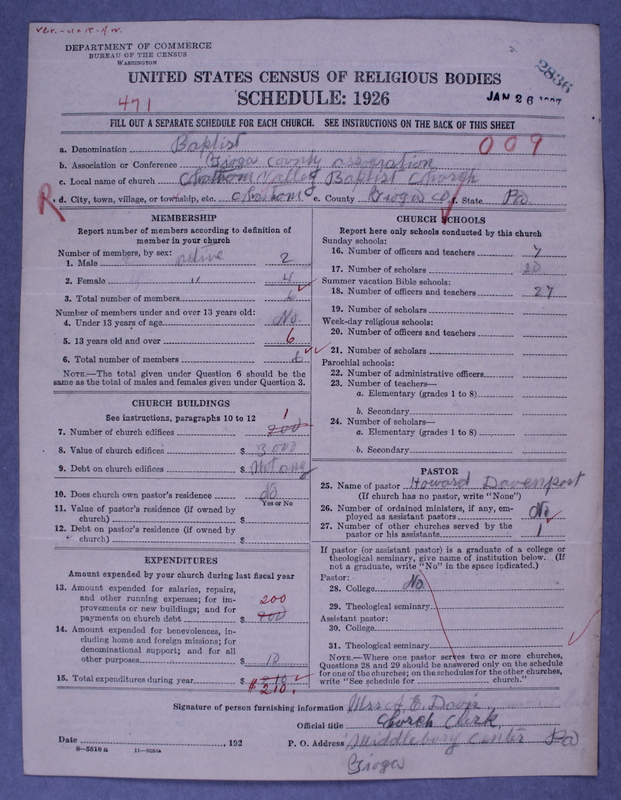 DEPARTMENT OF COMMERCE
BUREAU OF THE CENSUS
WASHINGTON
2836
UNITED STATES CENSUS OF RELIGIOUS BODIES
471
SCHEDULE: 1926
JAN 26
FILL OUT A SEPARATE SCHEDULE FOR EACH CHURCH. SEE INSTRUCTIONS ON THE BACK OF THIS SHEET
a. Denomination Baptist 009
b. Association or Conference Tioga County Association
c. Local name of church Chathom Valley Baptist Church
R d. City, town, village, or township, etc. Chatom e. County Tioga Co f. State Pa
MEMBERSHIP
Report number of members according to definition of
member in your church
Number of members, by sex: active
1. Male 2
2. Female " 4
3. Total number of members 6
Number of members under and over 13 years old:
4. Under 13 years of age No.
5. 13 years old and over 6
6. Total number of members 6
NOTE.—The total given under Question 6 should be
the same as the total of males and females given under Question 3.
CHURCH BUILDINGS
See instructions, paragraphs 10 to 12 1
7. Number of church edifices 200
8. Value of church edifices $ 3000
9. Debt on church edifices $ Not any
10. Does church own pastor's residence No
Yes or No
11. Value of pastor's residence (if owned by
church) $
12. Debt on pastor's residence (if owned by
church) $
EXPENDITURES
Amount expended by your church during last fiscal year
13. Amount expended for salaries, repairs,
and other running expenses; for im- 200
provements or new buildings; and for
payments on church debt $ 200
14. Amount expended for benevolences, in-
cluding home and foreign missions; for
denominational support; and for all
other purposes $ 10
15. Total expenditures during year $ 210
$ 210.
CHURCH SCHOOLS
Report here only schools conducted by this church
Sunday schools:
16. Number of officers and teachers 7
17. Number of scholars 20
Summer vacation Bible schools:
18. Number of officers and teachers 27
19. Number of scholars
Week-day religious schools:
20. Number of officers and teachers
21. Number of scholars
Parochial schools:
22. Number of administrative officers
23. Number of teachers—
a. Elementary (grades 1 to 8)
b. Secondary
24. Number of scholars—
a. Elementary (grades 1 to 8)
b. Secondary
PASTOR
25. Name of pastor Howard Davenport
(If church has no pastor, write "None")
26. Number of ordained ministers, if any, em-
ployed as assistant pastors No
27. Number of other churches served by the
pastor or his assistants 1
If pastor (or assistant pastor) is a graduate of a college or
theological seminary, give name of institution below. (If
not a graduate, write "No" in the space indicated.)
Pastor:
28. College No
29. Theological seminary
Assistant pastor:
30. College
31. Theological seminary
NOTE.—Where one pastor serves two or more churches,
Questions 28 and 29 should be answered only on the schedule
for one of the churches; on the schedules for the other churches,
write "See schedule for church."
Signature of person furnishing information Mrs A. E. Davis
Official title Church Clerk
Date , 192 P. O. Address Middlebury Center Pa
8—5518 a
Tioga